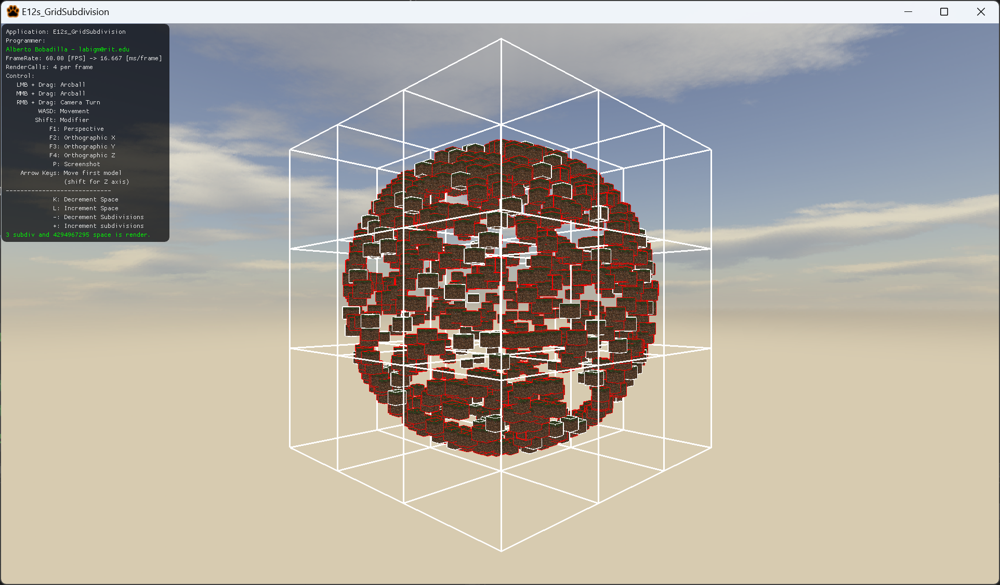 E12s_GridSubdivision
Application: E12s_GridSubdivision
Programmer:
Alberto Bobadilla - labigm@rit.edu
FrameRate: 60.00 [FPS] -> 16.667 [ms/frame]
RenderCalls: 4 per frame
Control:
LMB + Drag: Arcball
MMB + Drag: Arcball
RMB + Drag: Camera Turn
WASD: Movement
Shift: Modifier
F1: Perspective
F2: Orthographic X
F3: Orthographic Y
F4: Orthographic Z
P: Screenshot
Arrow Keys: Move first model
(shift for Z axis)
-----------------------------
K: Decrement Space
L: Increment Space
-: Decrement Subdivisions
+: Increment subdivisions
3 subdiv and 4294967295 space is render.